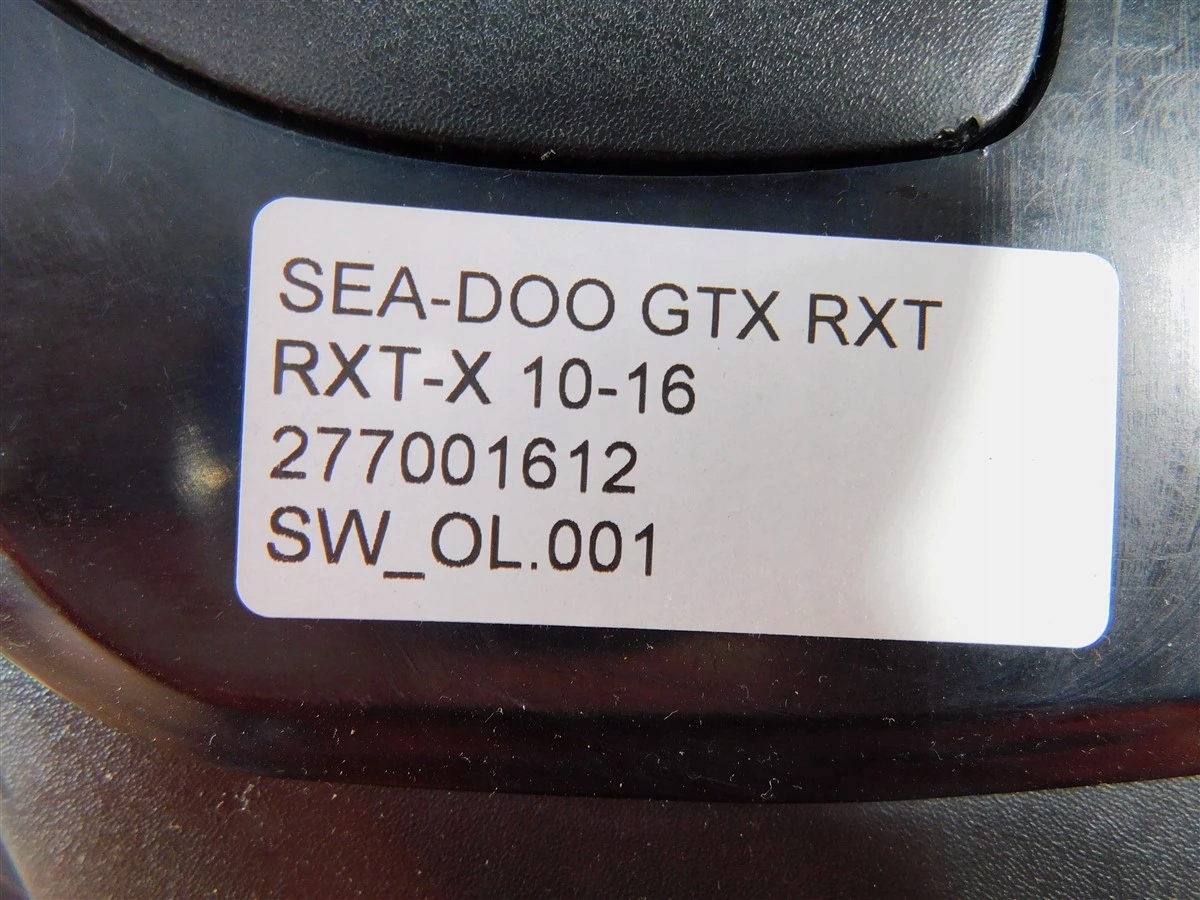 SEA-DOO GTX RXT
RXT-X 10-16
277001612
SW_OL.001